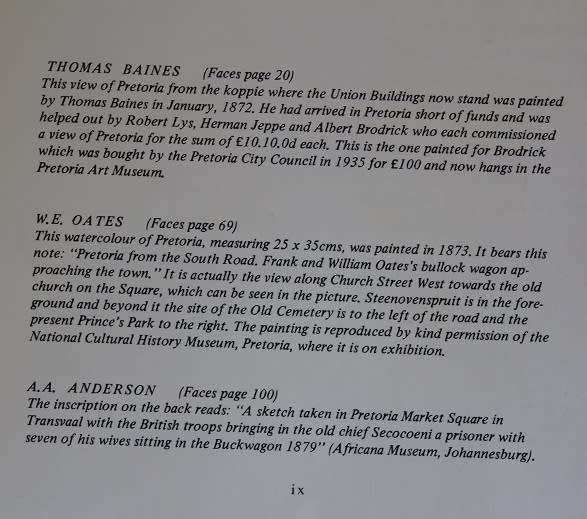 THOMAS BAINES (Faces page 20)
This view of Pretoria from the koppie where the Union Buildings now stand was painted
by Thomas Baines in January, 1872. He had arrived in Pretoria short of funds and was
helped out by Robert Lys, Herman Jeppe and Albert Brodrick who each commissioned
a view of Pretoria for the sum of £10.10.0d each. This is the one painted for Brodrick
which was bought by the Pretoria City Council in 1935 for £100 and now hangs in the
Pretoria Art Museum.
W.E. OATES (Faces page 69)
This watercolour of Pretoria, measuring 25 x 35cms, was painted in 1873. It bears this
note: "Pretoria from the South Road. Frank and William Oates's bullock wagon ap-
proaching the town." It is actually the view along Church Street West towards the old
church on the Square, which can be seen in the picture. Steenovenspruit is in the fore-
ground and beyond it the site of the Old Cemetery is to the left of the road and the
present Prince's Park to the right. The painting is reproduced by kind permission of the
National Cultural History Museum, Pretoria, where it is on exhibition.
A.A. ANDERSON (Faces page 100)
The inscription on the back reads: "A sketch taken in Pretoria Market Square in
Transvaal with the British troops bringing in the old chief Secocoeni a prisoner with
seven of his wives sitting in the Buckwagon 1879" (Africana Museum, Johannesburg).
ix